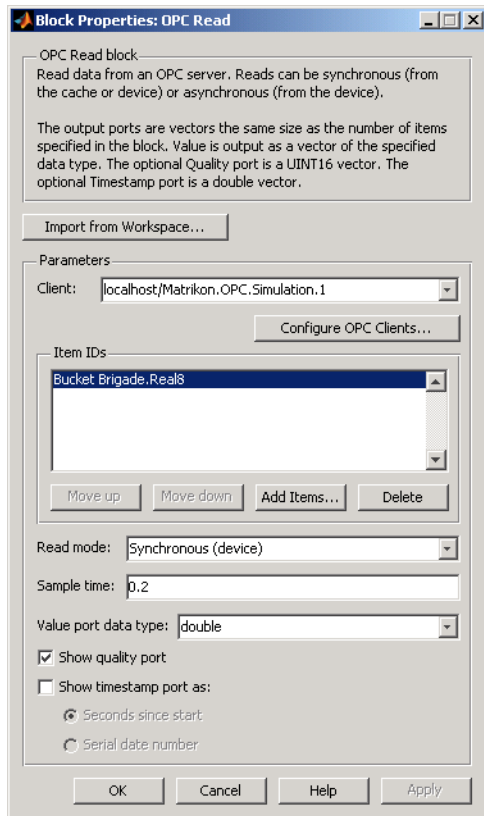 Block Properties: OPC Read
OPC Read block
Read data from an OPC server. Reads can be synchronous (from
the cache or device) or asynchronous (from the device).
The output ports are vectors the same size as the number of items
specified in the block. Value is output as a vector of the specified
data type. The optional Quality port is a UINT16 vector. The
optional Timestamp port is a double vector.
Import from Workspace...
Parameters
Client: localhost/Matrikon.OPC.Simulation.1
Configure OPC Clients...
Item IDs
Bucket Brigade.Real8
Move up Move down Add Items... Delete
Read mode: Synchronous (device)
Sample time: 0.2
Value port data type: double
Show quality port
Show timestamp port as:
Seconds since start
Serial date number
OK Cancel Help Apply